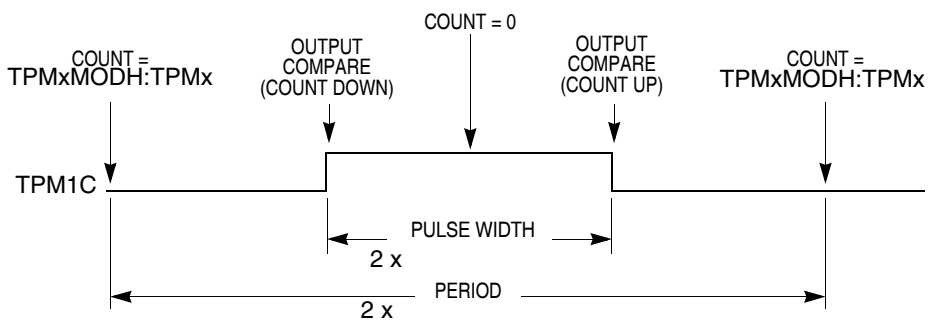 COUNT = 0
COUNT =
TPMxMODH:TPMx
OUTPUT
COMPARE
(COUNT DOWN)
OUTPUT
COMPARE
(COUNT UP)
COUNT =
TPMxMODH:TPMx
TPM1C
PULSE WIDTH
2 x
PERIOD
2 x